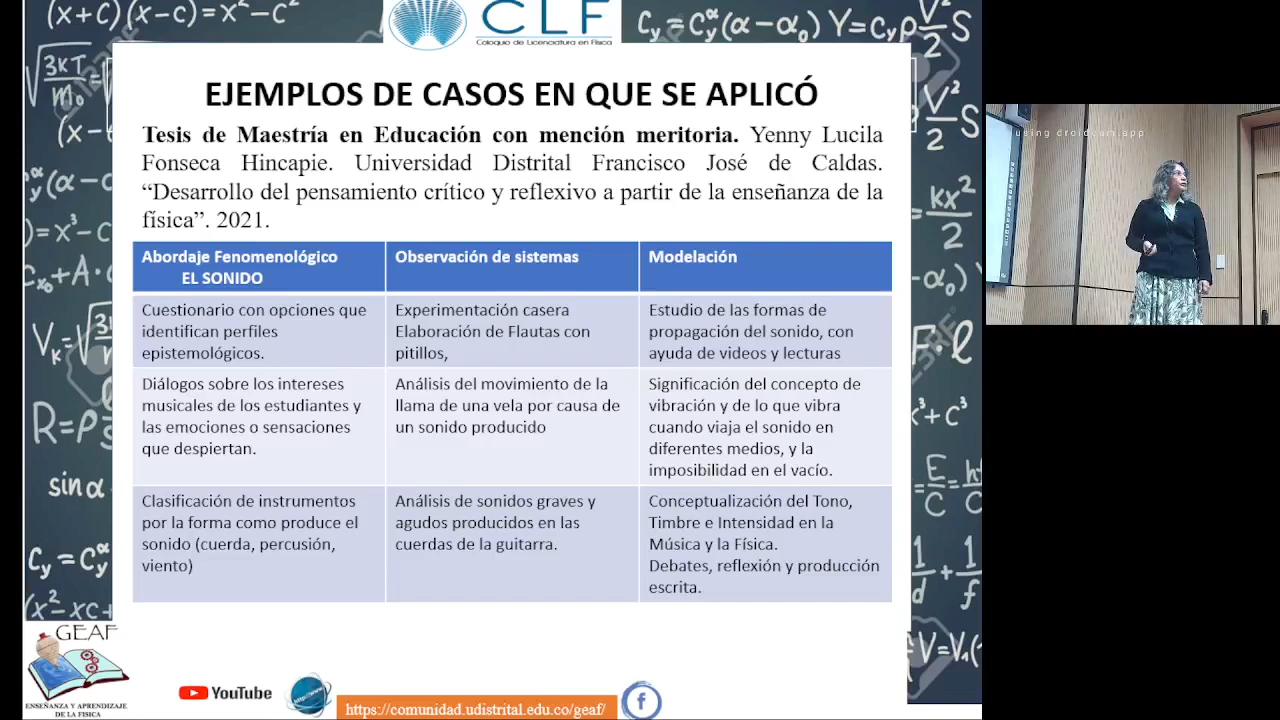 CLF
Coloquio de Licenciatura en Física
EJEMPLOS DE CASOS EN QUE SE APLICÓ
Tesis de Maestría en Educación con mención meritoria. Yenny Lucila
Fonseca Hincapie. Universidad Distrital Francisco José de Caldas.
“Desarrollo del pensamiento crítico y reflexivo a partir de la enseñanza de la
física”. 2021.
Abordaje Fenomenológico
EL SONIDO
Observación de sistemas
Modelación
Cuestionario con opciones que
identifican perfiles
epistemológicos.
Experimentación casera
Elaboración de Flautas con
pitillos,
Estudio de las formas de
propagación del sonido, con
ayuda de videos y lecturas
Diálogos sobre los intereses
musicales de los estudiantes y
las emociones o sensaciones
que despiertan.
Análisis del movimiento de la
llama de una vela por causa de
un sonido producido
Significación del concepto de
vibración y de lo que vibra
cuando viaja el sonido en
diferentes medios, y la
imposibilidad en el vacío.
Clasificación de instrumentos
por la forma como produce el
sonido (cuerda, percusión,
viento)
Análisis de sonidos graves y
agudos producidos en las
cuerdas de la guitarra.
Conceptualización del Tono,
Timbre e Intensidad en la
Música y la Física.
Debates, reflexión y producción
escrita.
GEAF
ENSEÑANZA Y APRENDIZAJE
DE LA FISICA
YouTube
https://comunidad.udistrital.edu.co/geaf/
using droidcam.app